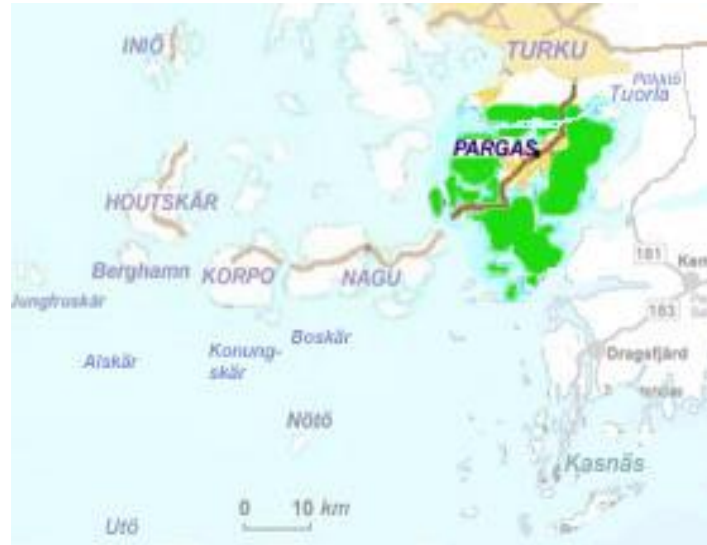 INIÖ
TURKU
Tuorla
PARGAS
HOUTSKÄR
Berghamn
KORPO
NAGU
181
Kem
Jungfruskär
183
Boskär
Alskär
Konung-
skär
Dragsfjärd
Nötö
Kasnäs
0 10 km
Utö